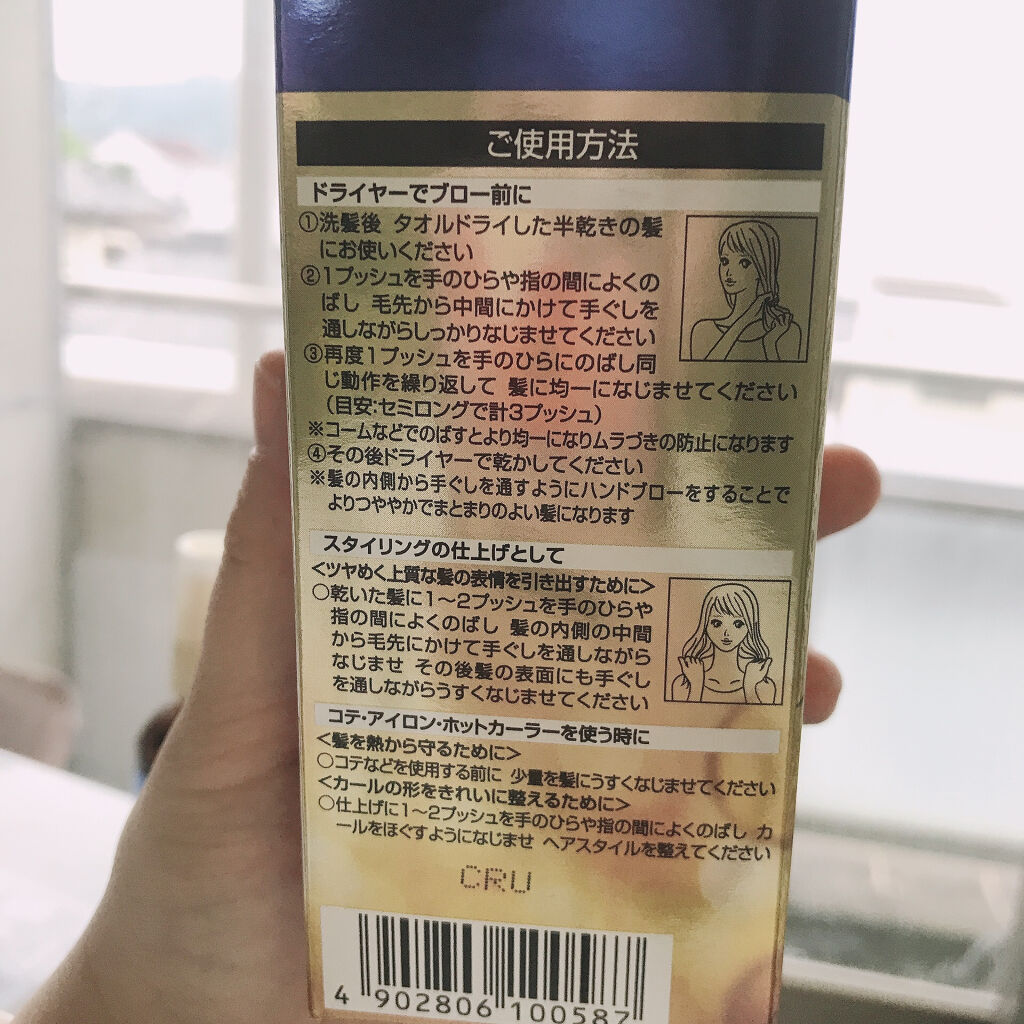 ご使用方法
ドライヤーでブロー前に
①洗髪後 タオルドライした半乾きの髪
にお使いください
②1プッシュを手のひらや指の間によくの
ばし 毛先から中間にかけて手ぐしを
通しながらしっかりなじませてください
③再度1プッシュを手のひらにのばし同
じ動作を繰り返して 髪に均一になじませてください
（目安:セミロングで計3プッシュ）
※コームなどでのばすとより均一になりムラづきの防止になります
④その後ドライヤーで乾かしてください
※髪の内側から手ぐしを通すようにハンドブローをすることで
よりつややかでまとまりのよい髪になります
スタイリングの仕上げとして
<ツヤめく上質な髪の表情を引き出すために>
○乾いた髪に1〜2プッシュを手のひらや
指の間によくのばし 髪の内側の中間
から毛先にかけて手ぐしを通しながら
なじませ その後髪の表面にも手ぐし
を通しながらうすくなじませてください
コテ・アイロン・ホットカーラーを使う時に
<髪を熱から守るために>
○コテなどを使用する前に 少量を髪にうすくなじませてください
<カールの形をきれいに整えるために>
○仕上げに1〜2プッシュを手のひらや指の間によくのばし カ
ールをほぐすようになじませ ヘアスタイルを整えてください
CRU
4 902806 100587